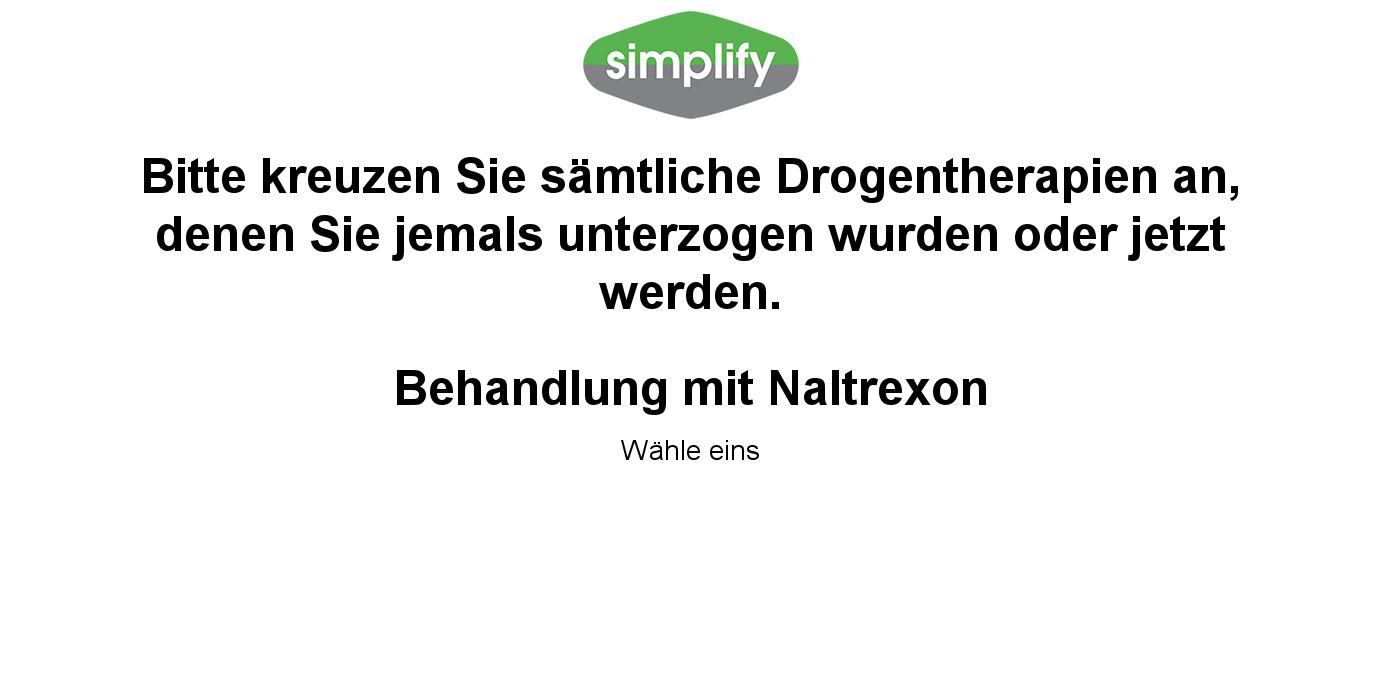 simplify
Bitte kreuzen Sie sämtliche Drogentherapien an,
denen Sie jemals unterzogen wurden oder jetzt
werden.
Behandlung mit Naltrexon
Wähle eins